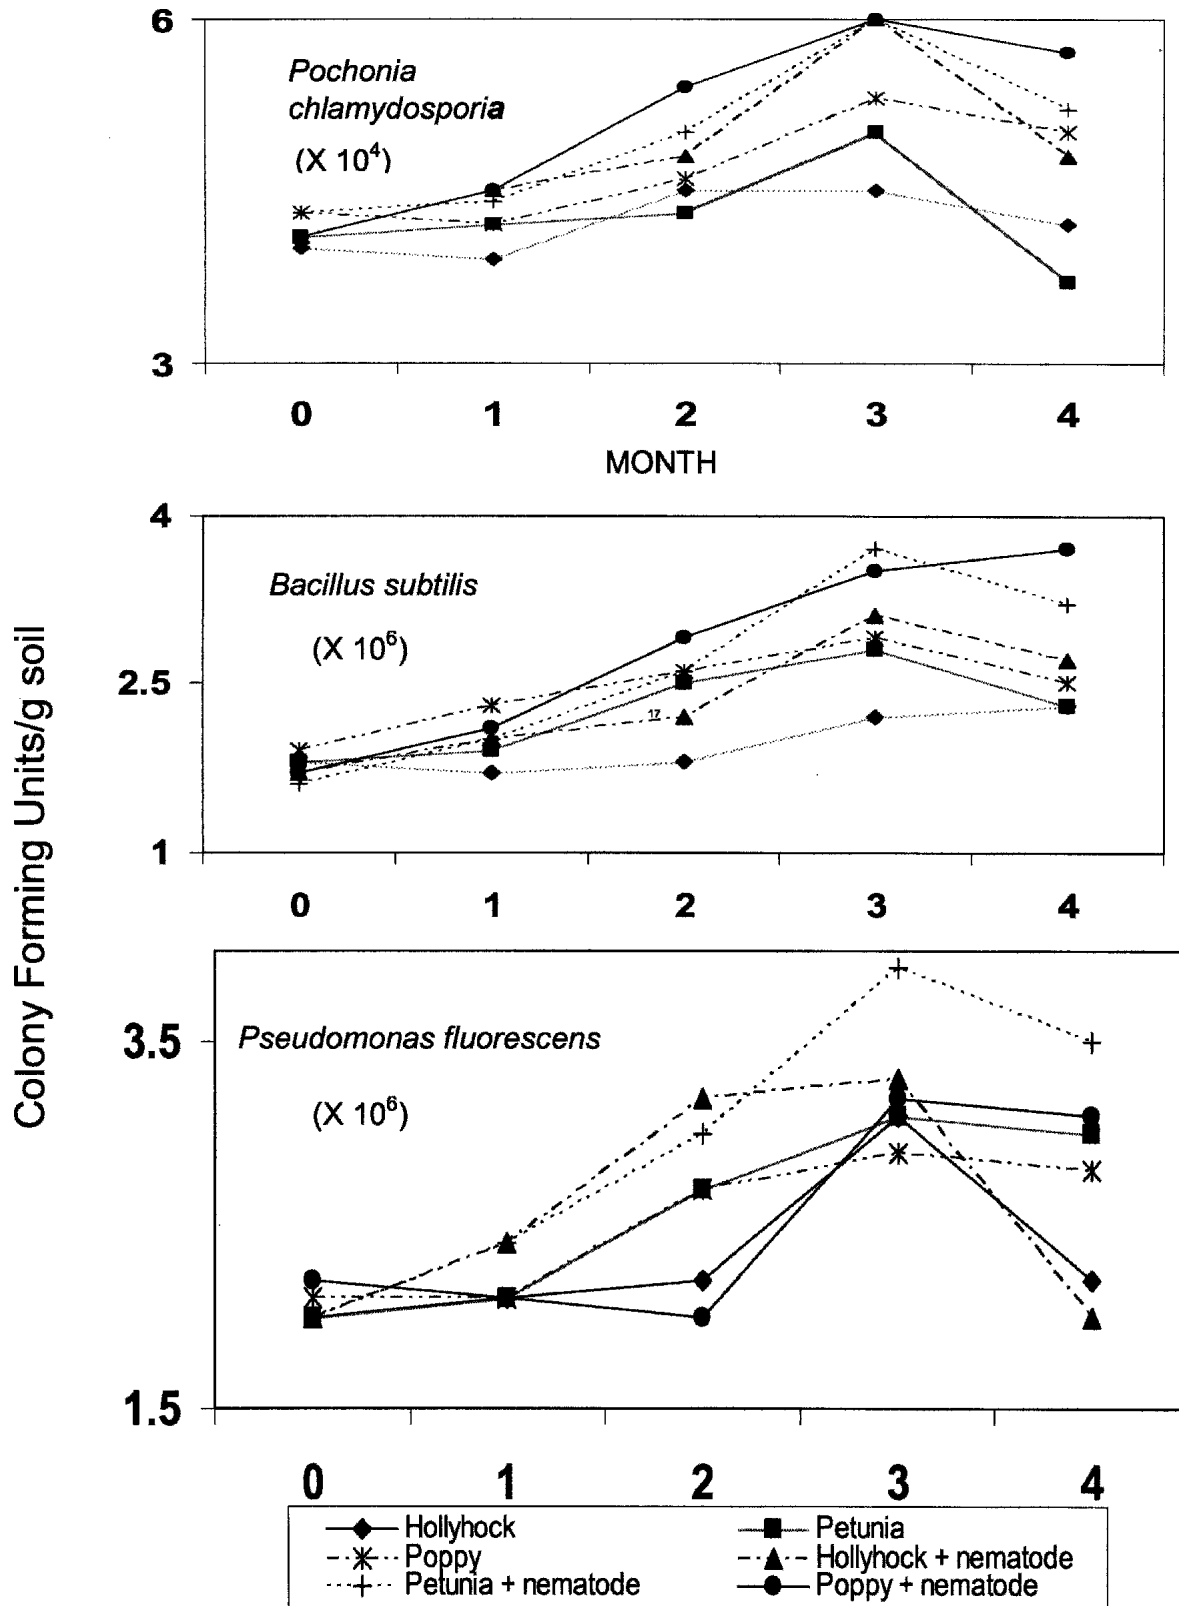 6
Pochonia
chlamydosporia
(X 10⁴)
3
0 1 2 3 4
MONTH
4
Bacillus subtilis
(X 10⁶)
2.5
17
1
0 1 2 3 4
Colony Forming Units/g soil
3.5
Pseudomonas fluorescens
(X 10⁶)
1.5
0 1 2 3 4
Hollyhock Petunia
Poppy Hollyhock + nematode
Petunia + nematode Poppy + nematode